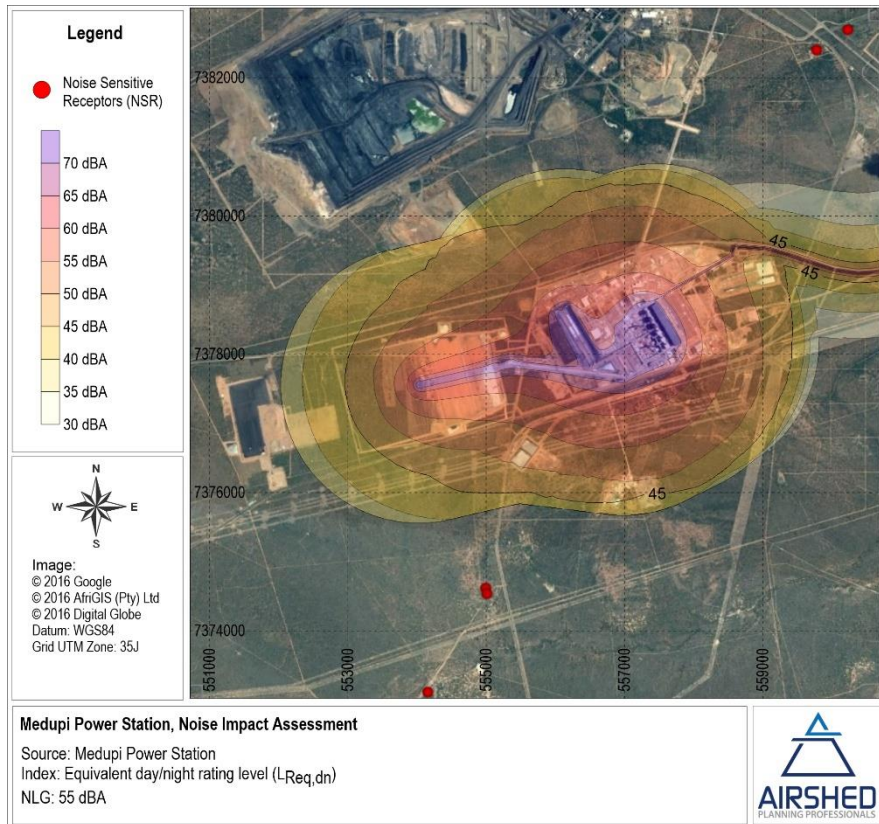 Legend
Noise Sensitive
Receptors (NSR)
70 dBA
65 dBA
60 dBA
55 dBA
50 dBA
45 dBA
40 dBA
35 dBA
30 dBA
N
W E
S
Image:
© 2016 Google
© 2016 AfriGIS (Pty) Ltd
© 2016 Digital Globe
Datum: WGS84
Grid UTM Zone: 35J
7382000
7380000
7378000
7376000
7374000
551000
553000
555000
557000
559000
45
45
45
Medupi Power Station, Noise Impact Assessment
Source: Medupi Power Station
Index: Equivalent day/night rating level (LReq,dn)
NLG: 55 dBA
AIRSHED
PLANNING PROFESSIONALS